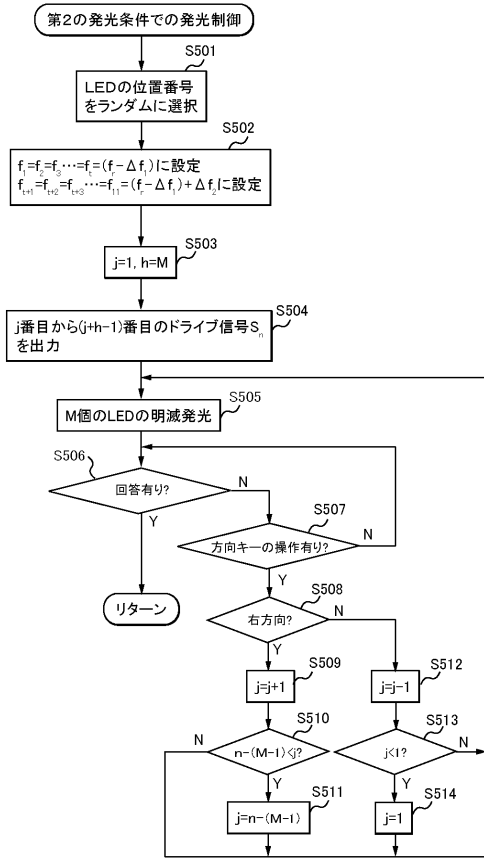 第2の発光条件での発光制御
S501
LEDの位置番号
をランダムに選択
S502
f₁=f₂=f₃…=fₜ=(fᵣ−Δf₁)に設定
fₜ₊₁=fₜ₊₂=fₜ₊₃…=f₁₁=(fᵣ−Δf₁)+Δf₂に設定
S503
j=1, h=M
S504
j番目から(j+h-1)番目のドライブ信号Sₙ
を出力
S505
M個のLEDの明滅発光
S506
回答有り?
N
Y
S507
方向キーの操作有り?
N
Y
リターン
S508
右方向?
N
Y
S509
j=j+1
S512
j=j-1
S510
n-(M-1)<j?
N
Y
S513
j<1?
N
Y
S511
j=n-(M-1)
S514
j=1